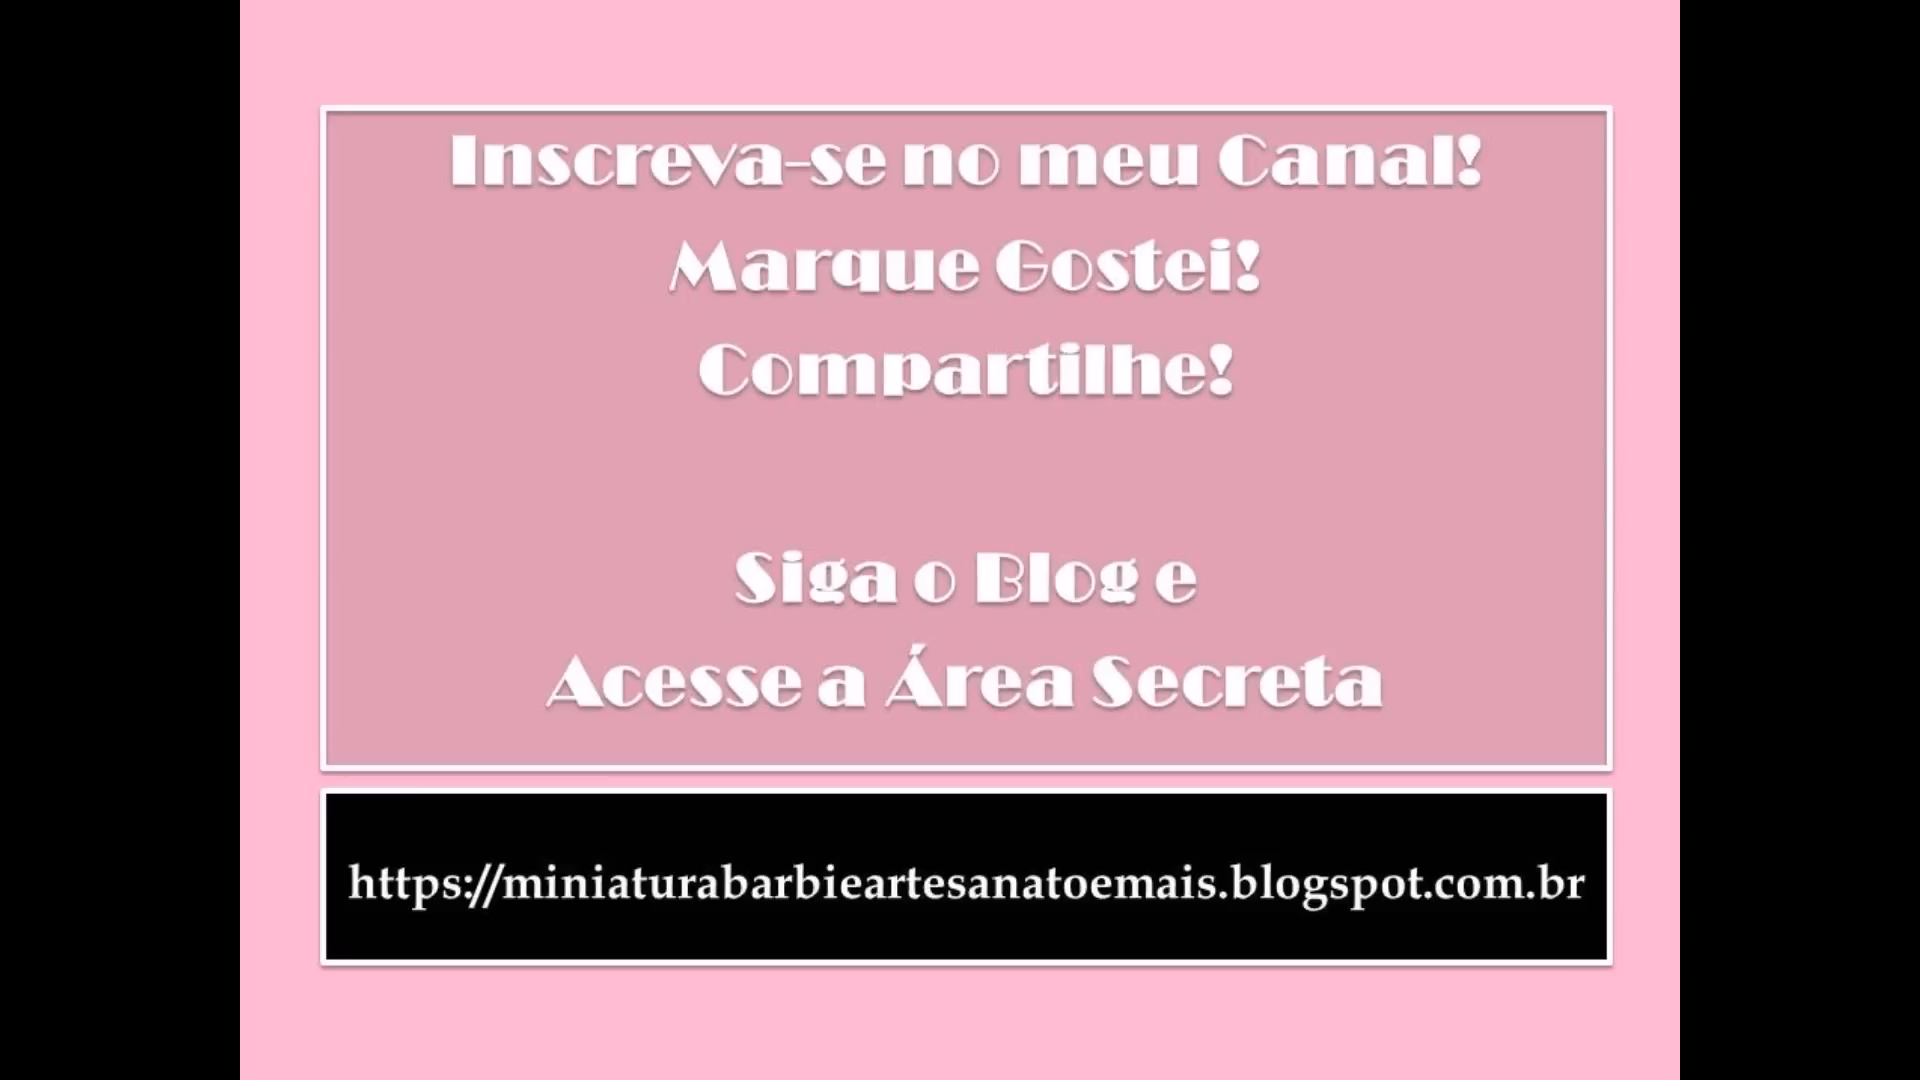 Inscreva-se no meu Canal!
Marque Gostei!
Compartilhe!
Siga o Blog e
Acesse a Área Secreta
https://miniaturabarbieartesanatoemais.blogspot.com.br